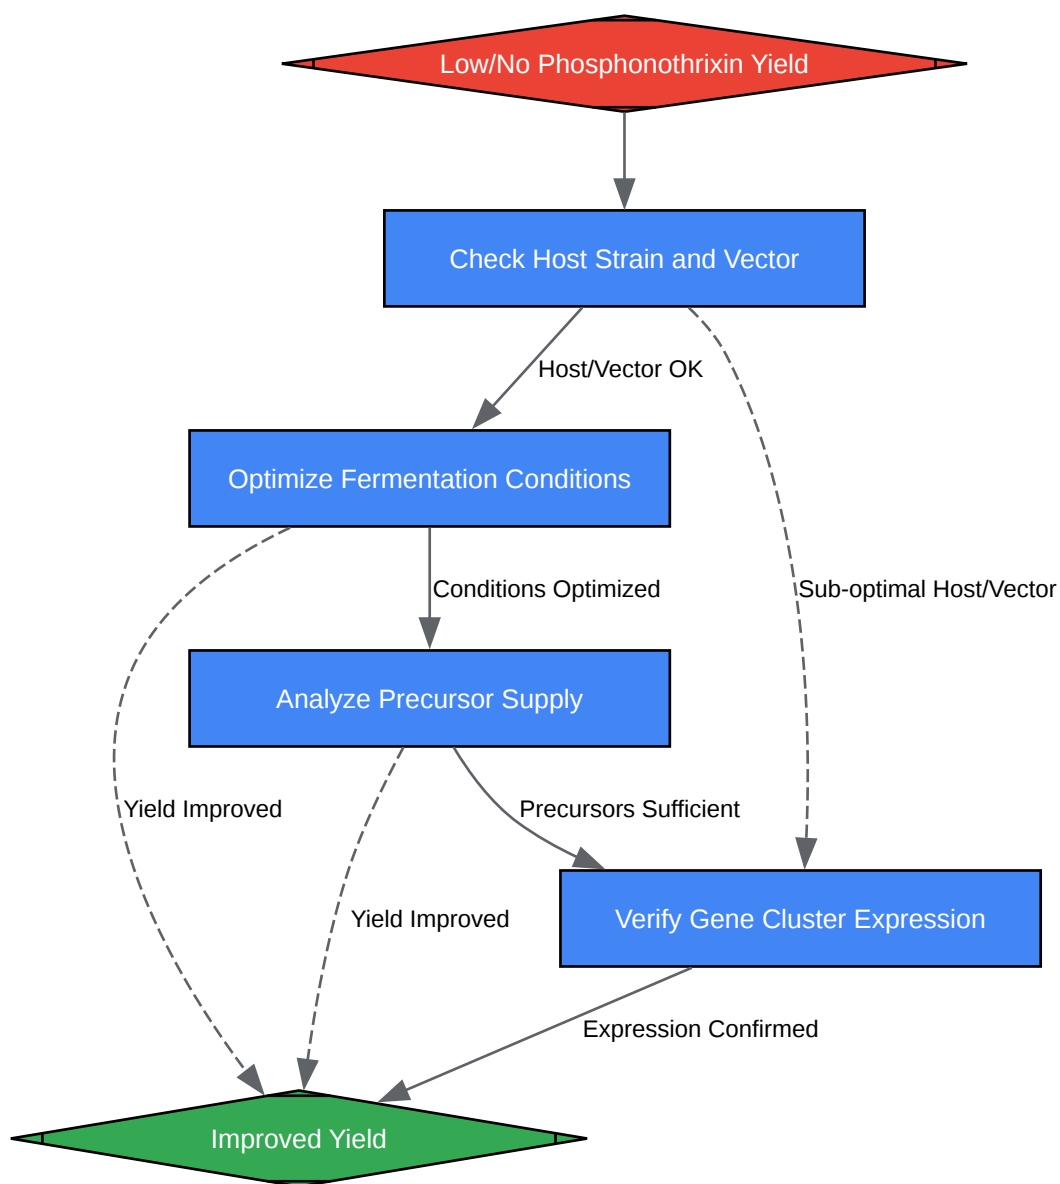 Low/No Phosphonothrixin Yield
Check Host Strain and Vector
Host/Vector OK
Optimize Fermentation Conditions
Conditions Optimized
Sub-optimal Host/Vector
Analyze Precursor Supply
Yield Improved
Precursors Sufficient
Yield Improved
Verify Gene Cluster Expression
Expression Confirmed
Improved Yield